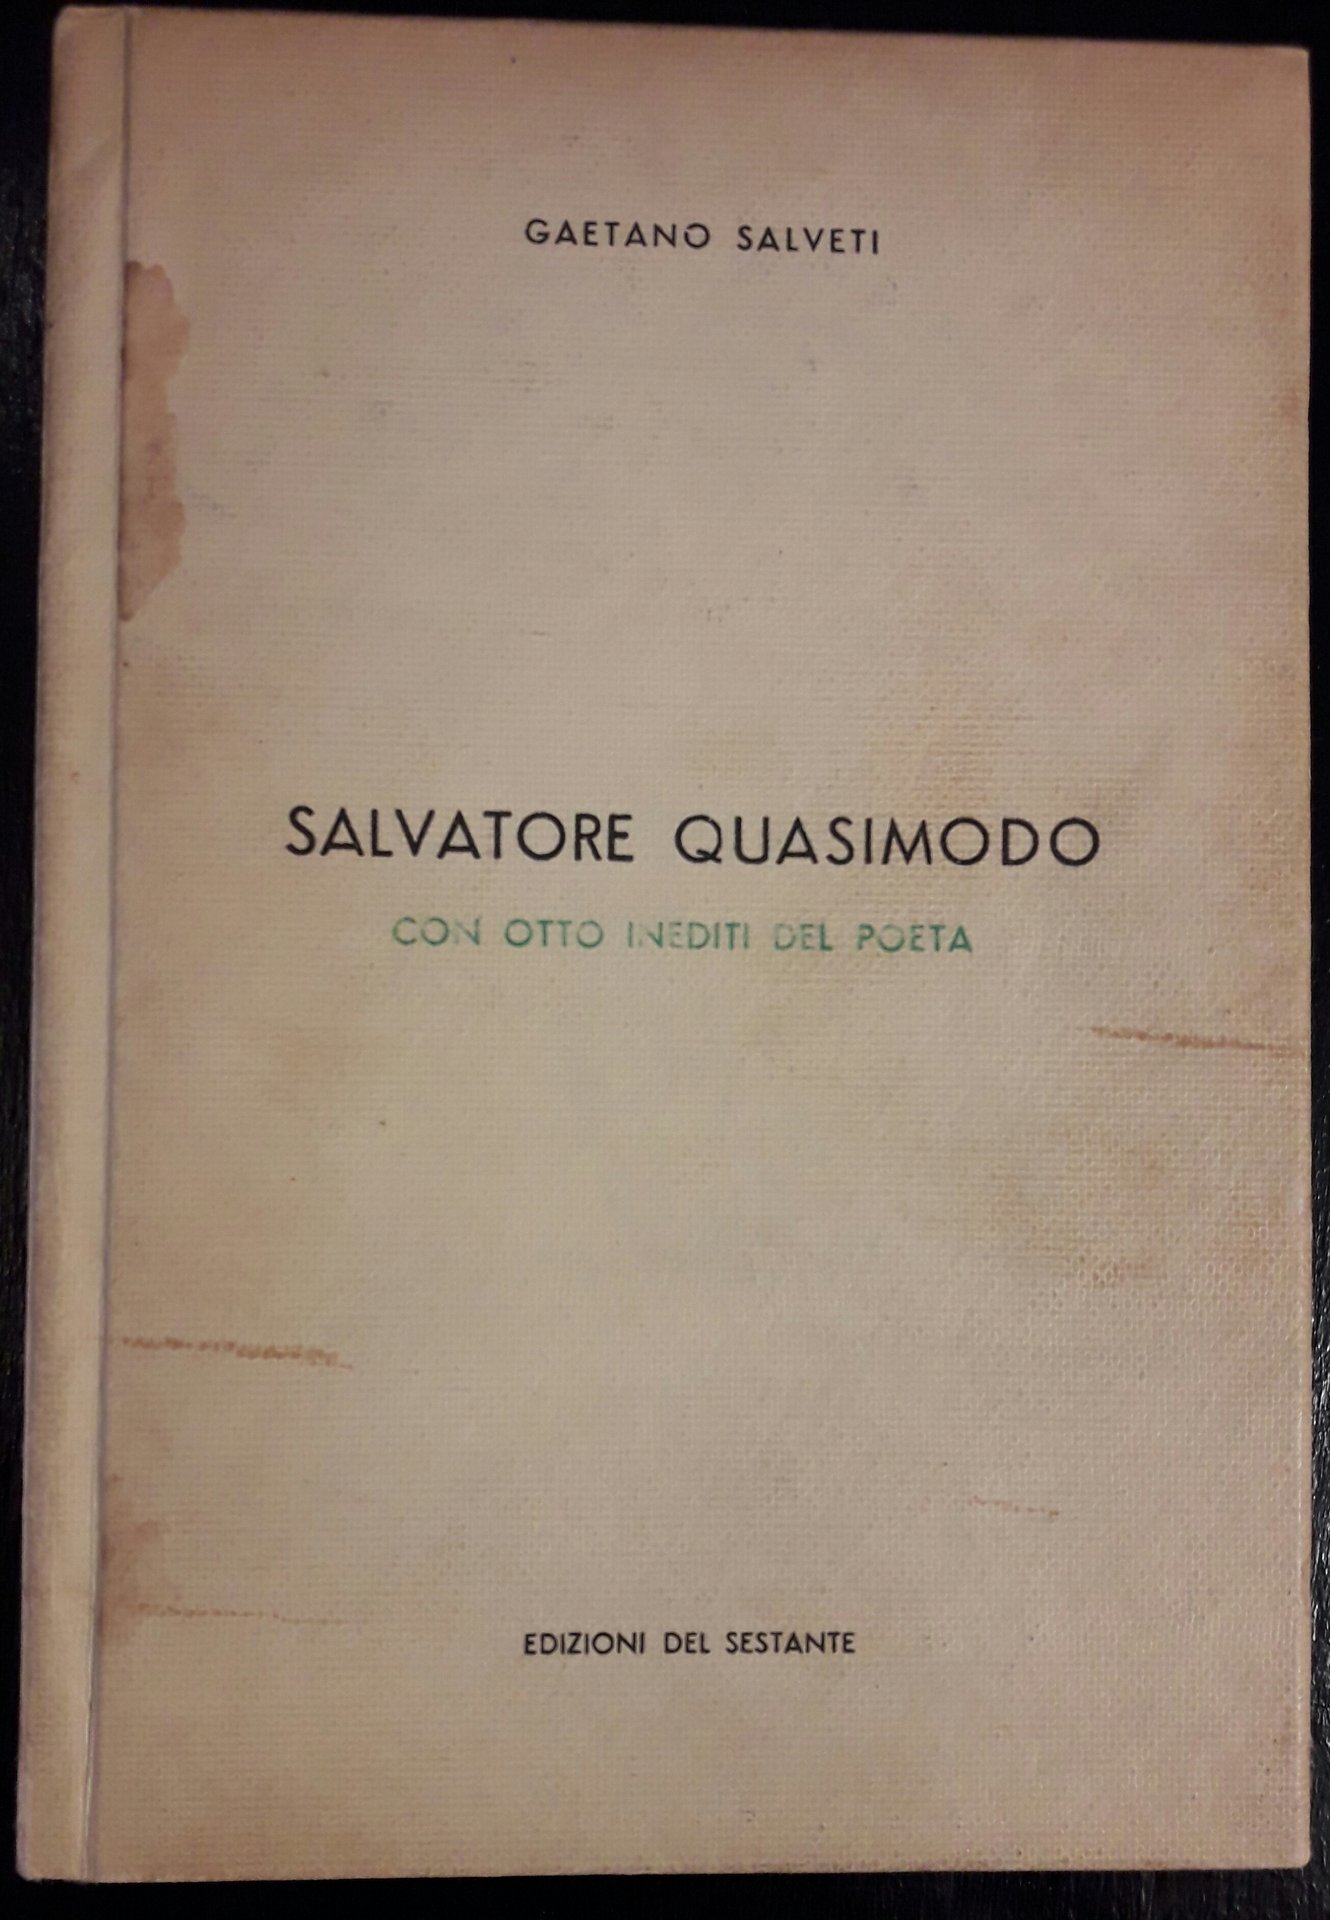 GAETANO SALVETI
SALVATORE QUASIMODO
CON OTTO INEDITI DEL POETA
EDIZIONI DEL SESTANTE